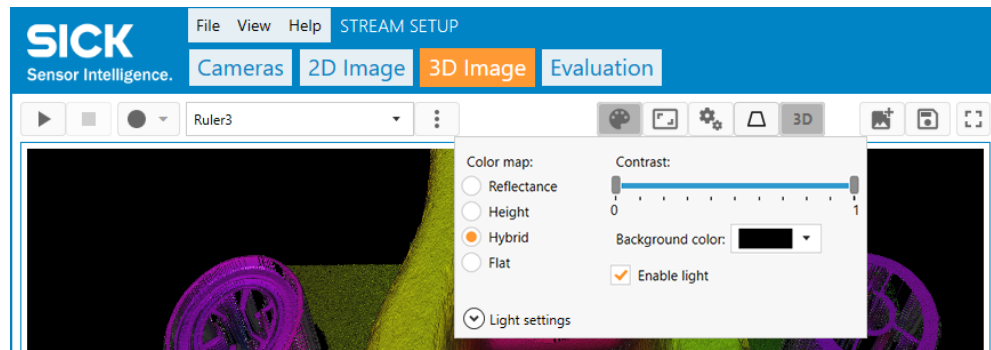 SICK
Sensor Intelligence.
File View Help STREAM SETUP
Cameras 2D Image 3D Image Evaluation
Ruler3
3D
Color map:
Reflectance
Height
Hybrid
Flat
Light settings
Contrast:
0 1
Background color:
Enable light